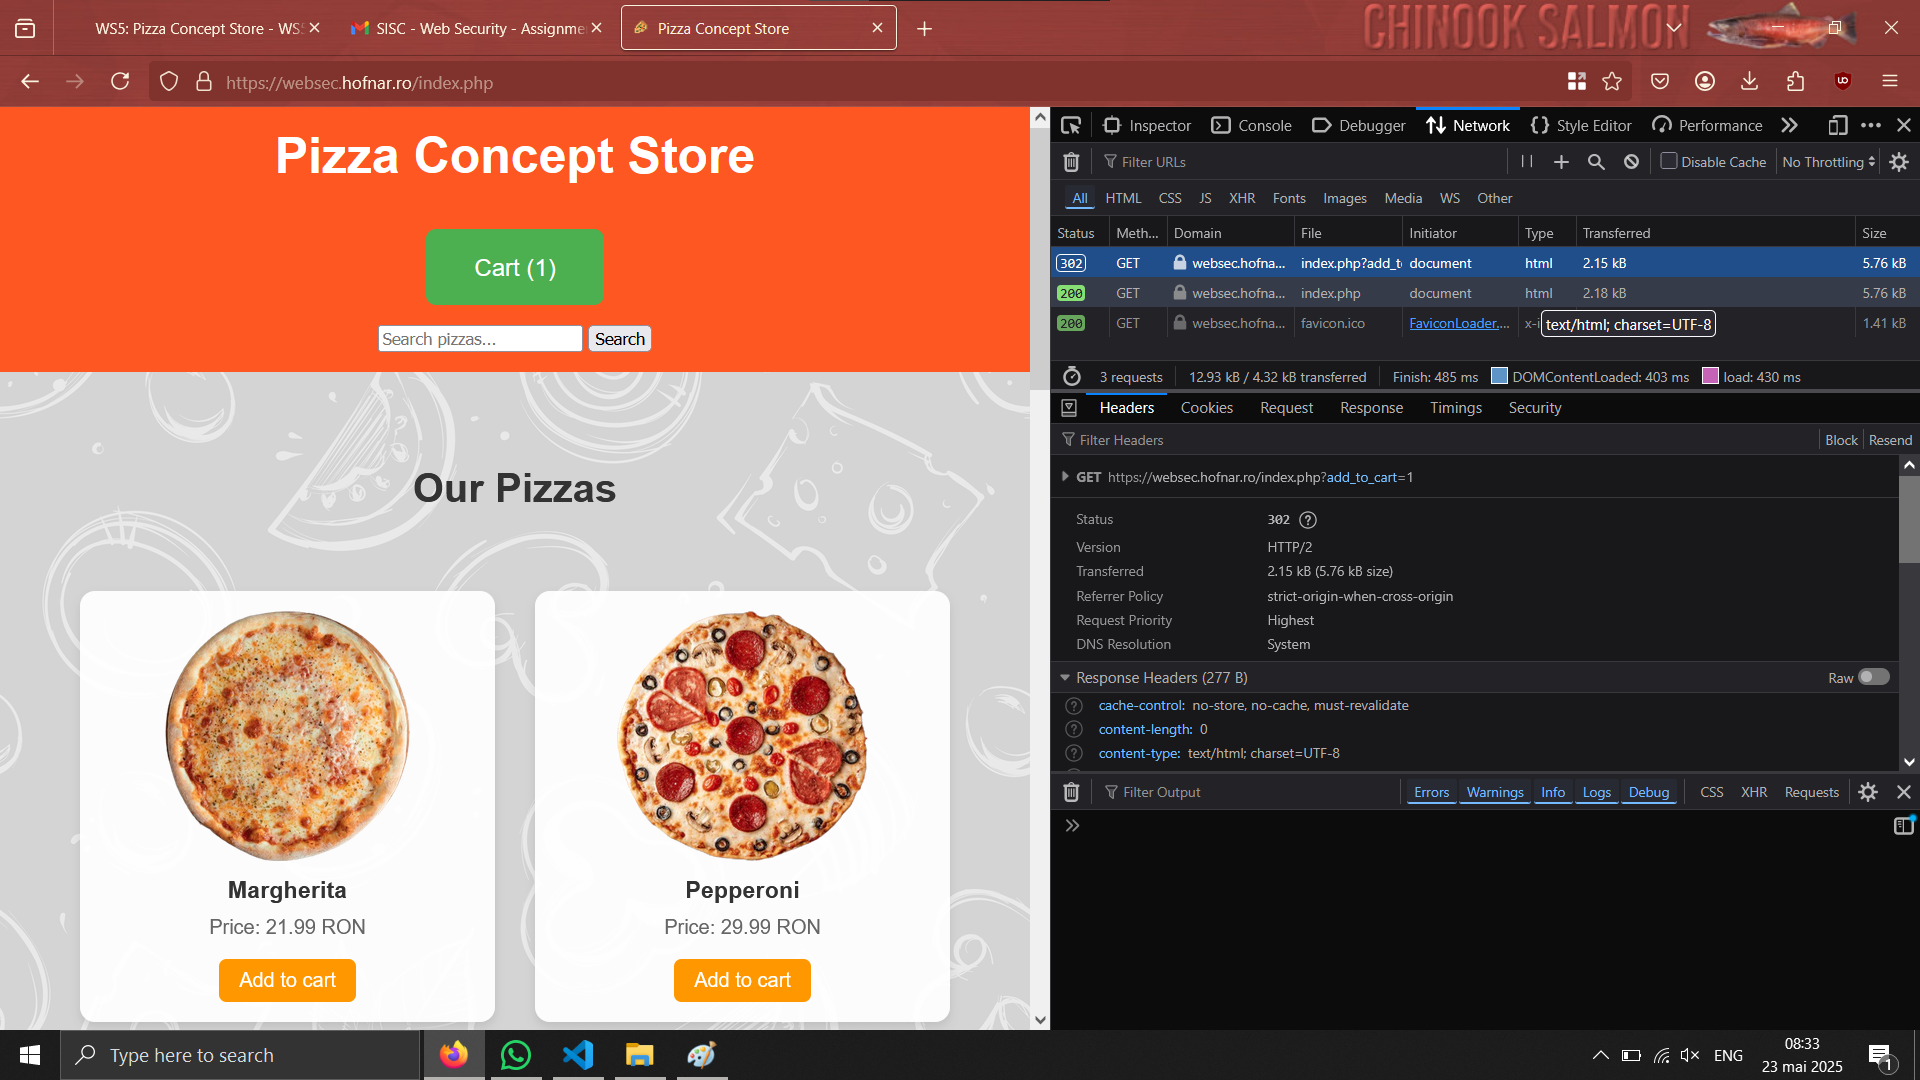 WS5: Pizza Concept Store - WS
SISC - Web Security - Assignme
Pizza Concept Store
CHINOOK SALMON
https://websec.hofnar.ro/index.php
Pizza Concept Store
Cart (1)
Search pizzas...
Search
Our Pizzas
Margherita
Price: 21.99 RON
Add to cart
Pepperoni
Price: 29.99 RON
Add to cart
Inspector
Console
Debugger
Network
Style Editor
Performance
Filter URLs
Disable Cache
No Throttling
All
HTML
CSS
JS
XHR
Fonts
Images
Media
WS
Other
Status Meth... Domain File Initiator Type Transferred Size
302 GET websec.hofna... index.php?add_t document html 2.15 kB 5.76 kB
200 GET websec.hofna... index.php document html 2.18 kB 5.76 kB
200 GET websec.hofna... favicon.ico FaviconLoader.... x-i 1.41 kB
text/html; charset=UTF-8
3 requests
12.93 kB / 4.32 kB transferred
Finish: 485 ms
DOMContentLoaded: 403 ms
load: 430 ms
Headers
Cookies
Request
Response
Timings
Security
Filter Headers
Block
Resend
GET https://websec.hofnar.ro/index.php?add_to_cart=1
Status 302
Version HTTP/2
Transferred 2.15 kB (5.76 kB size)
Referrer Policy strict-origin-when-cross-origin
Request Priority Highest
DNS Resolution System
Response Headers (277 B)
Raw
cache-control: no-store, no-cache, must-revalidate
content-length: 0
content-type: text/html; charset=UTF-8
Filter Output
Errors
Warnings
Info
Logs
Debug
CSS
XHR
Requests
Type here to search
ENG
08:33
23 mai 2025
1